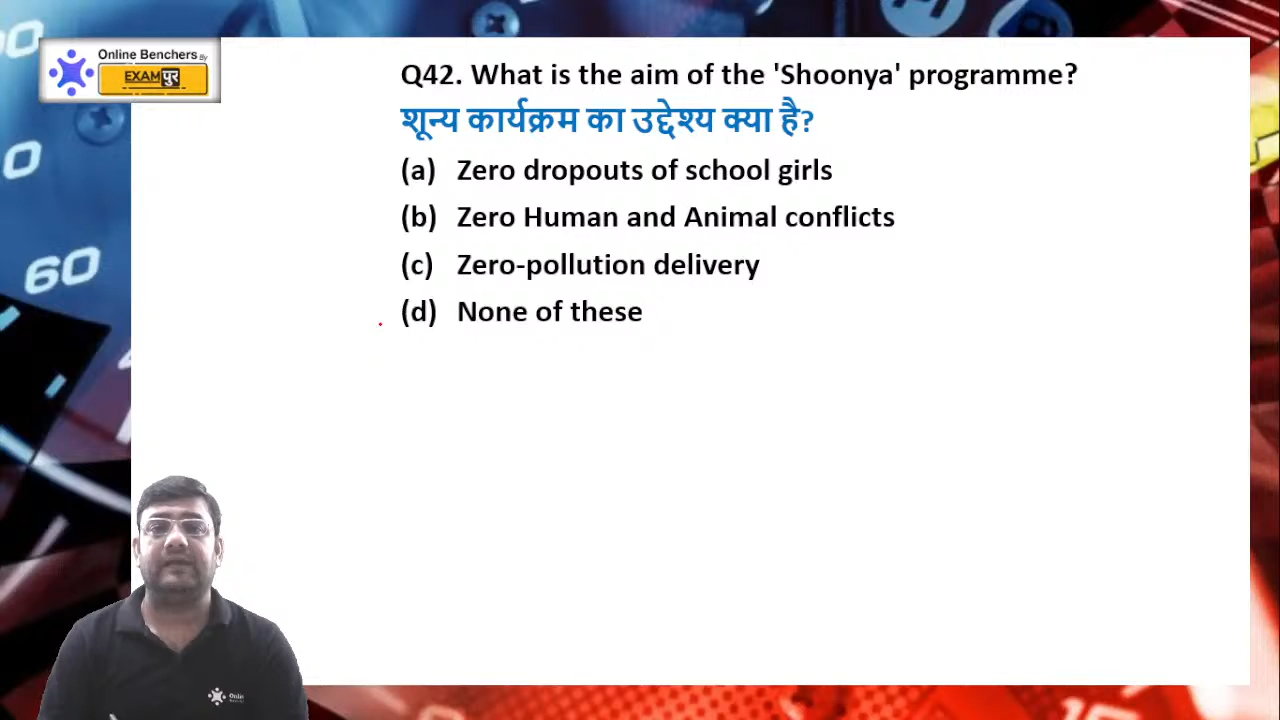 Online Benchers By
EXAMपुर
Q42. What is the aim of the 'Shoonya' programme?
शून्य कार्यक्रम का उद्देश्य क्या है?
(a) Zero dropouts of school girls
(b) Zero Human and Animal conflicts
(c) Zero-pollution delivery
(d) None of these
60